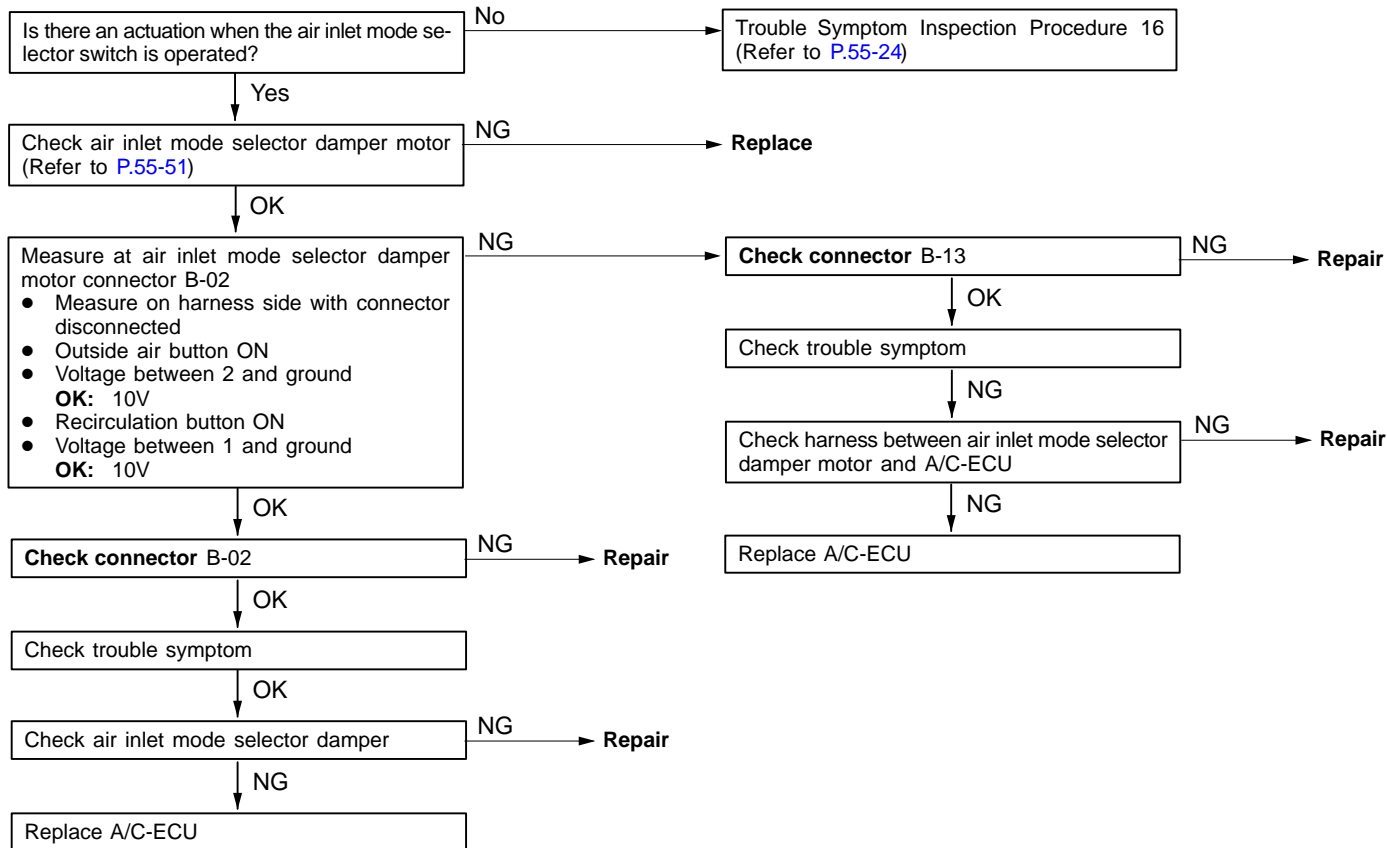 Is there an actuation when the air inlet mode se-
lector switch is operated?
No
Trouble Symptom Inspection Procedure 16
(Refer to P.55-24)
Yes
Check air inlet mode selector damper motor
(Refer to P.55-51)
NG
Replace
OK
Measure at air inlet mode selector damper
motor connector B-02
● Measure on harness side with connector
disconnected
● Outside air button ON
● Voltage between 2 and ground
OK: 10V
● Recirculation button ON
● Voltage between 1 and ground
OK: 10V
NG
Check connector B-13
NG
Repair
OK
Check trouble symptom
NG
Check harness between air inlet mode selector
damper motor and A/C-ECU
NG
Repair
NG
Replace A/C-ECU
OK
Check connector B-02
NG
Repair
OK
Check trouble symptom
OK
Check air inlet mode selector damper
NG
Repair
NG
Replace A/C-ECU